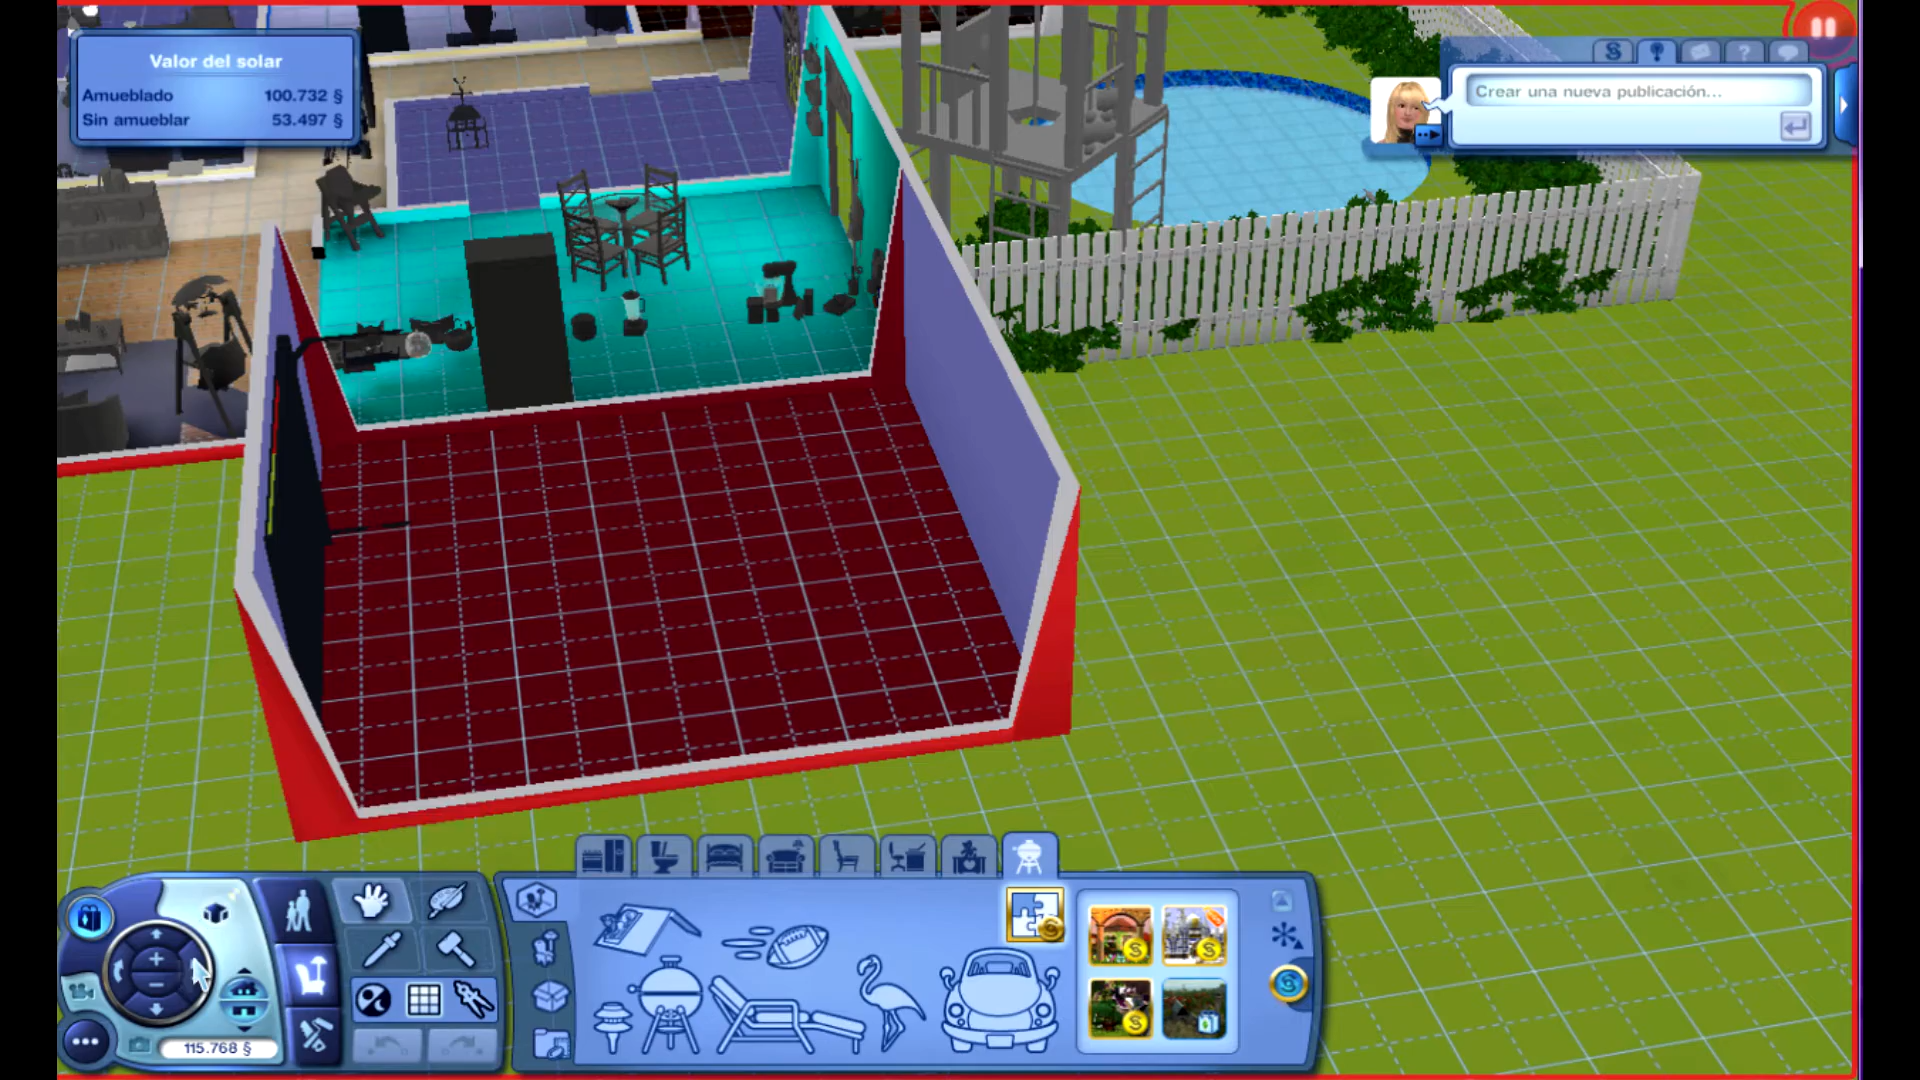 Valor del solar
Amueblado 100.732 §
Sin amueblar 53.497 §
Crear una nueva publicación...
115.768 §